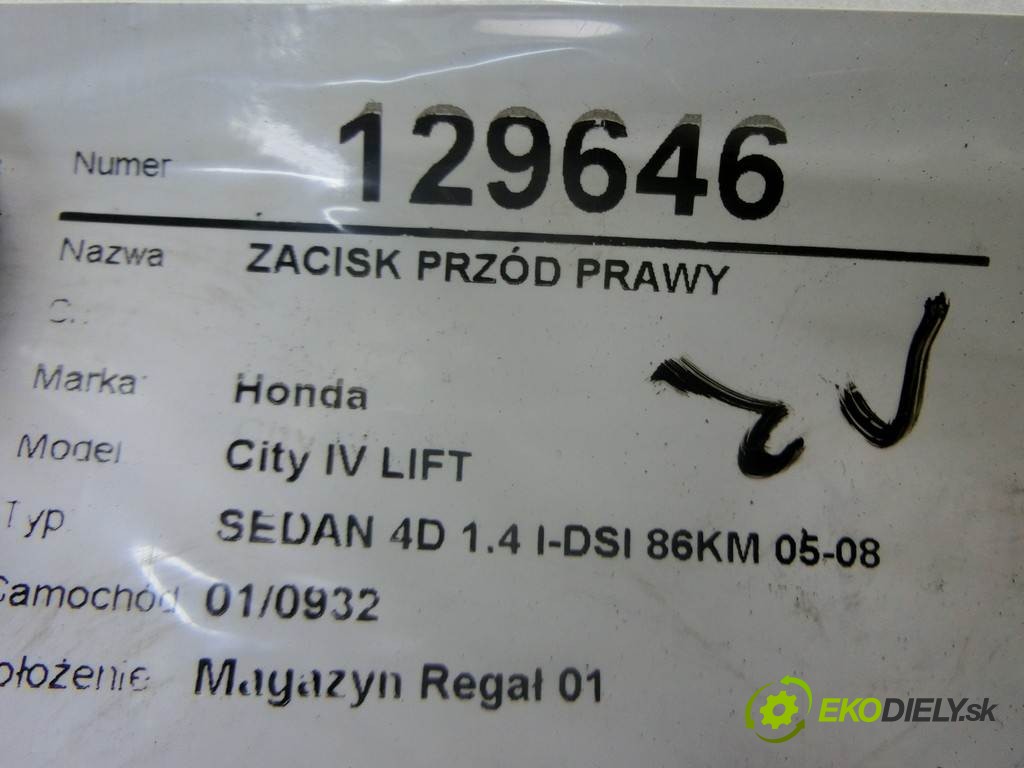 Numer 129646
Nazwa ZACISK PRZÓD PRAWY
Marka Honda
Model City IV LIFT
Typ SEDAN 4D 1.4 I-DSI 86KM 05-08
Samochód 01/0932
ołożenie Magazyn Regał 01
EKODIELY.sk